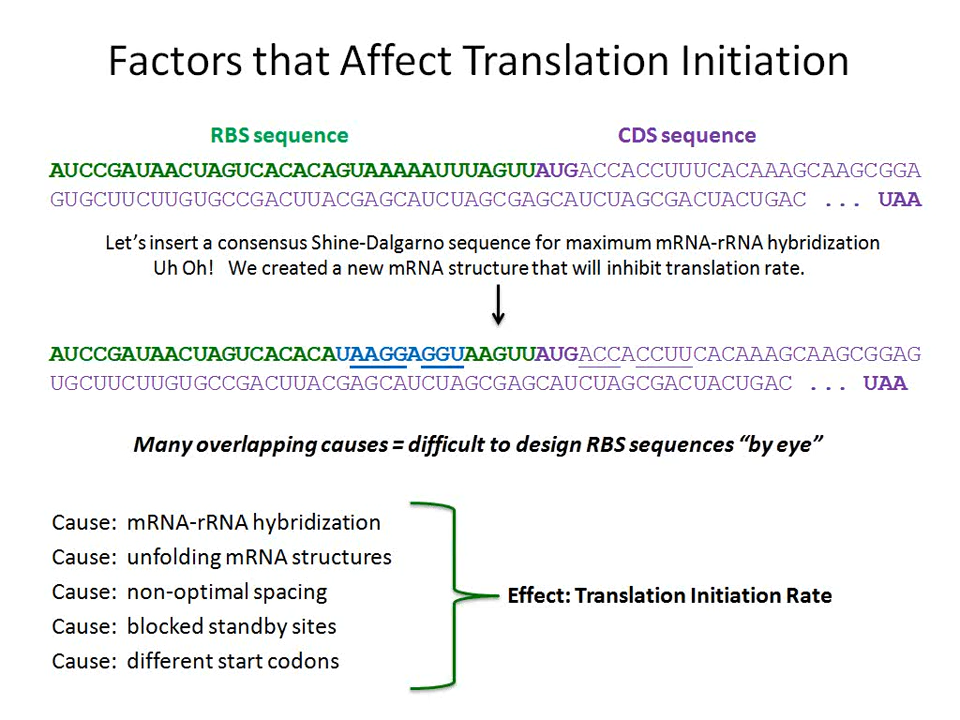 Factors that Affect Translation Initiation
RBS sequence
CDS sequence
AUCCGAUAACUAGUCACACAGUAAAAAUUUAGUUAUGACCACCUUUCACAAAGCAAGCGGA
GUGCUUCUUGUGCCGACUUACGAGCAUCUAGCGAGCAUCUAGCGACUACUGAC ... UAA
Let's insert a consensus Shine-Dalgarno sequence for maximum mRNA-rRNA hybridization
Uh Oh! We created a new mRNA structure that will inhibit translation rate.
AUCCGAUAACUAGUCACACAUAAGGAGGUAAGUUAUGACCACCUUCACAAAGCAAGCGGAG
UGCUUCUUGUGCCGACUUACGAGCAUCUAGCGAGCAUCUAGCGACUACUGAC ... UAA
Many overlapping causes = difficult to design RBS sequences "by eye"
Cause: mRNA-rRNA hybridization
Cause: unfolding mRNA structures
Cause: non-optimal spacing
Cause: blocked standby sites
Cause: different start codons
Effect: Translation Initiation Rate